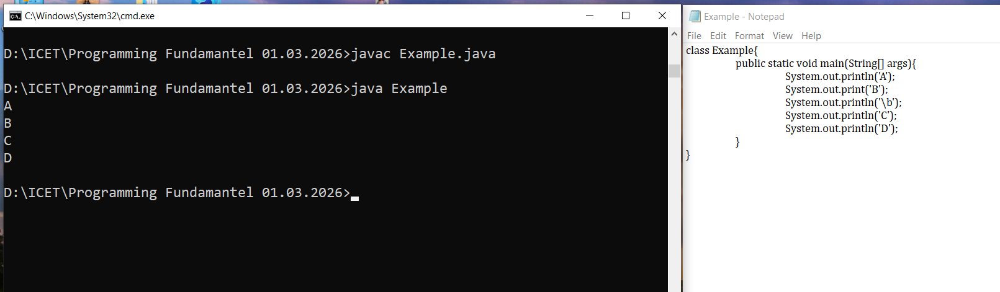 C:\Windows\System32\cmd.exe
D:\ICET\Programming Fundamantel 01.03.2026>javac Example.java
D:\ICET\Programming Fundamantel 01.03.2026>java Example
A
B
C
D
D:\ICET\Programming Fundamantel 01.03.2026>
Example - Notepad
File Edit Format View Help
class Example{
public static void main(String[] args){
System.out.println('A');
System.out.print('B');
System.out.println('\b');
System.out.println('C');
System.out.println('D');
}
}